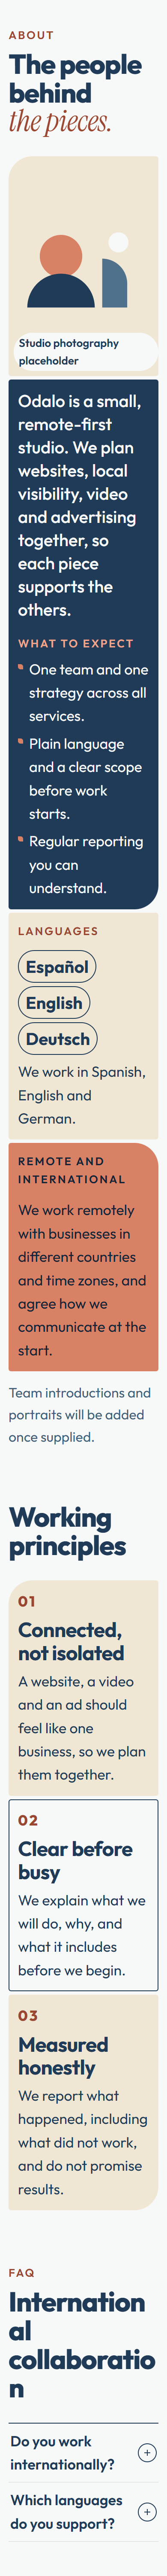 ABOUT
The people
behind
the pieces.
Studio photography
placeholder
Odalo is a small,
remote-first
studio. We plan
websites, local
visibility, video
and advertising
together, so
each piece
supports the
others.
WHAT TO EXPECT
One team and one
strategy across all
services.
Plain language
and a clear scope
before work
starts.
Regular reporting
you can
understand.
LANGUAGES
Español
English
Deutsch
We work in Spanish,
English and
German.
REMOTE AND
INTERNATIONAL
We work remotely
with businesses in
different countries
and time zones, and
agree how we
communicate at the
start.
Team introductions and
portraits will be added
once supplied.
Working
principles
01
Connected,
not isolated
A website, a video
and an ad should
feel like one
business, so we plan
them together.
02
Clear before
busy
We explain what we
will do, why, and
what it includes
before we begin.
03
Measured
honestly
We report what
happened, including
what did not work,
and do not promise
results.
FAQ
Internation
al
collaboratio
n
Do you work
internationally?
Which languages
do you support?